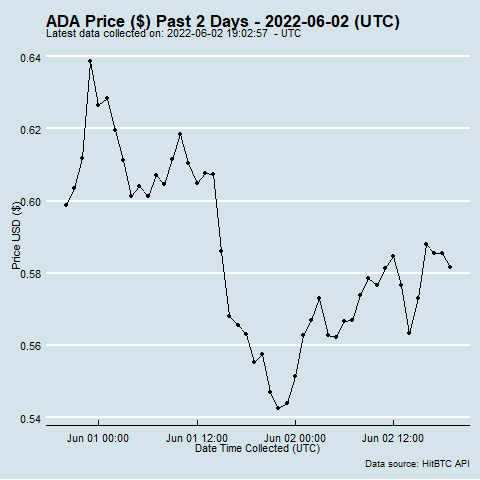 ADA Price ($) Past 2 Days - 2022-06-02 (UTC)
Latest data collected on: 2022-06-02 19:02:57 - UTC
0.64
0.62
0.60
0.58
0.56
0.54
Price USD ($)
Jun 01 00:00
Jun 01 12:00
Jun 02 00:00
Jun 02 12:00
Date Time Collected (UTC)
Data source: HitBTC API